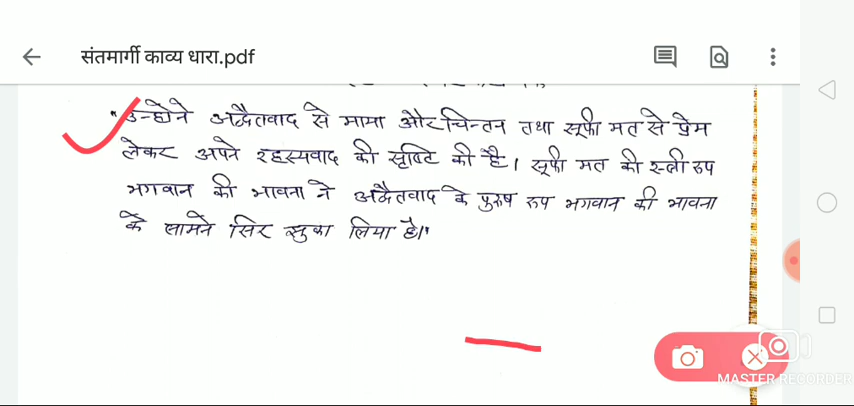 संतमार्गी काव्य धारा.pdf
"उन्होने अद्वैतवाद से मामा और चिन्तन तथा सूफी मत से प्रेम
लेकर अपने रहस्यवाद की सृष्टि की है। सूफी मत की स्त्री रुप
भगवान की भावना ने अद्वैतवाद के पुरुष रुप भगवान की भावना
के सामने सिर झुका लिया है।"
MASTER RECORDER